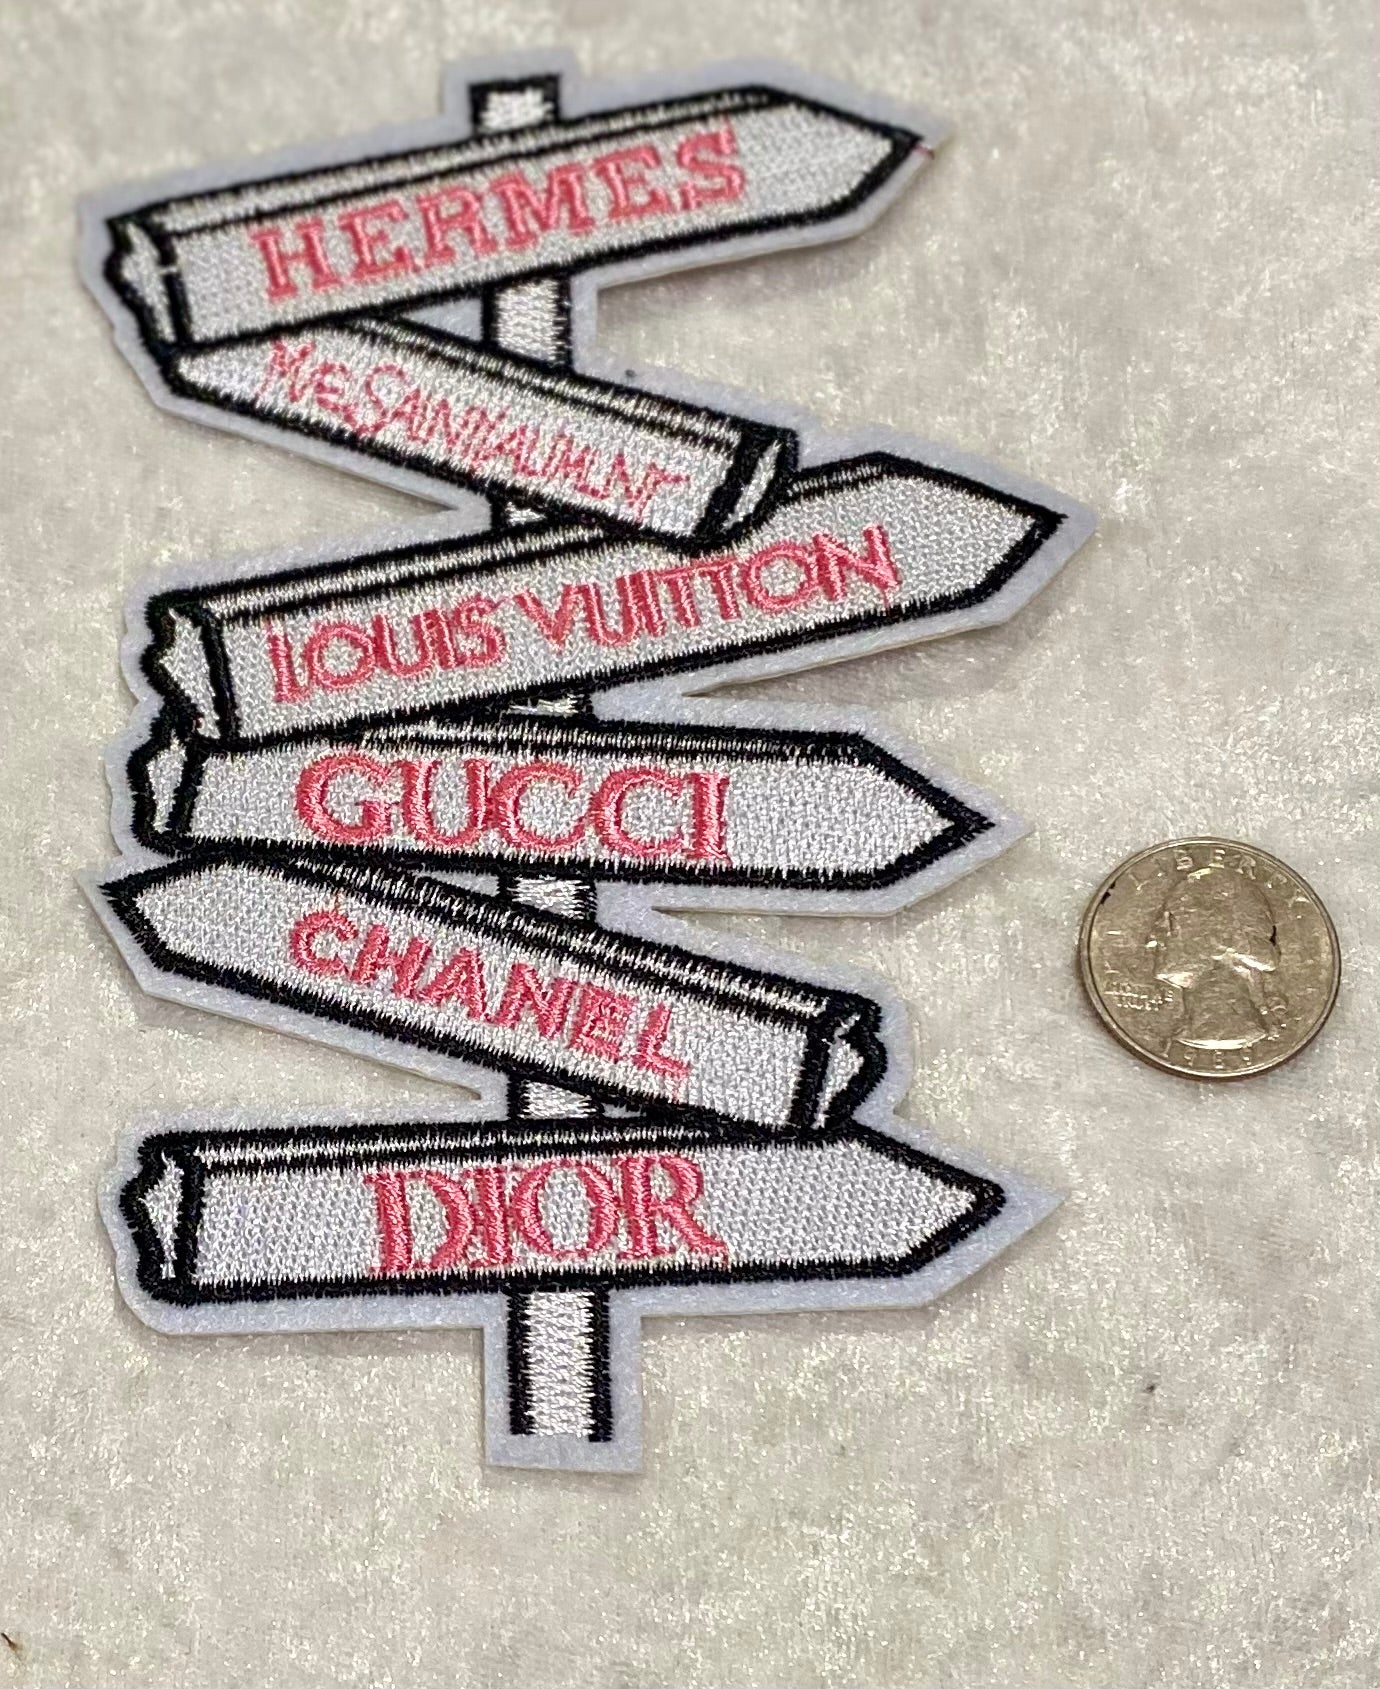 HERMES
LOUIS VUITTON
GUCCI
CHANEL
DIOR
LIBERTY